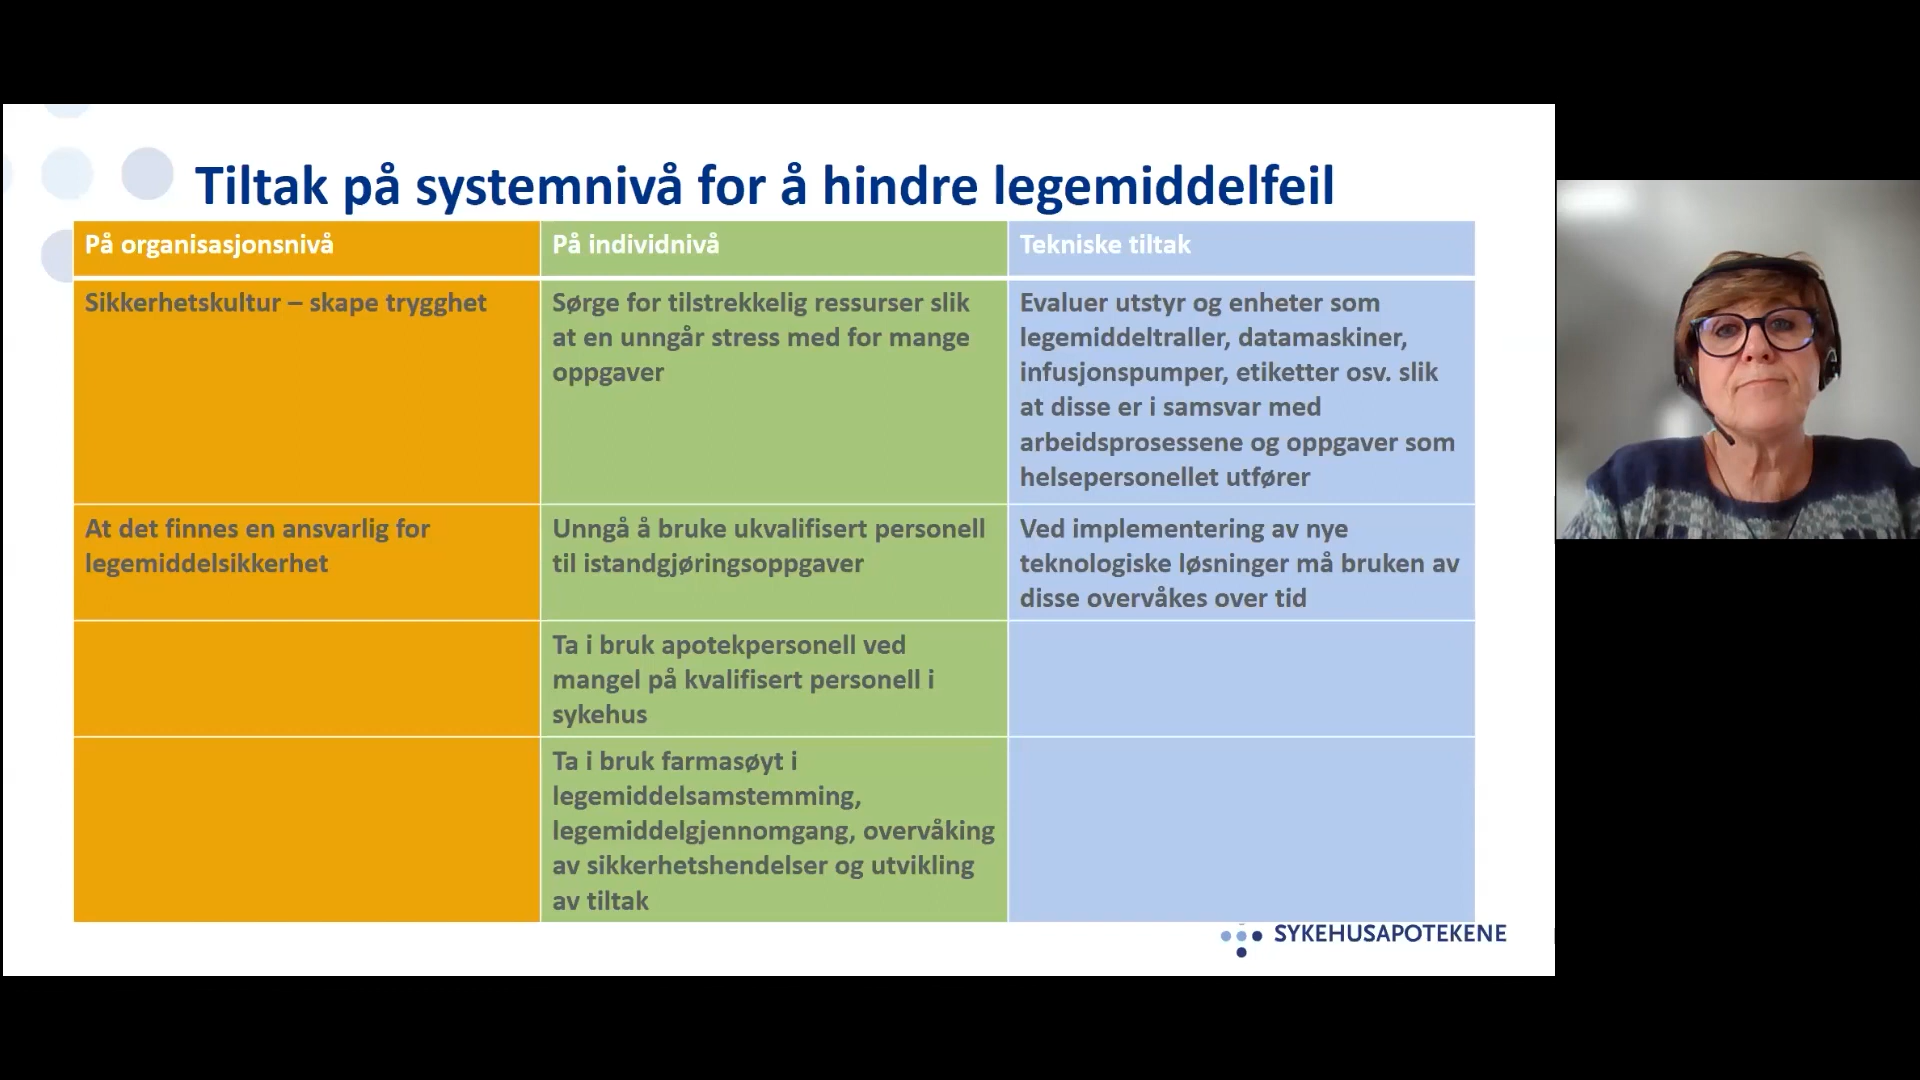 Tiltak på systemnivå for å hindre legemiddelfeil
På organisasjonsnivå
På individnivå
Tekniske tiltak
Sikkerhetskultur – skape trygghet
Sørge for tilstrekkelig ressurser slik
at en unngår stress med for mange
oppgaver
Evaluer utstyr og enheter som
legemiddeltraller, datamaskiner,
infusjonspumper, etiketter osv. slik
at disse er i samsvar med
arbeidsprosessene og oppgaver som
helsepersonellet utfører
At det finnes en ansvarlig for
legemiddelsikkerhet
Unngå å bruke ukvalifisert personell
til istandgjøringsoppgaver
Ved implementering av nye
teknologiske løsninger må bruken av
disse overvåkes over tid
Ta i bruk apotekpersonell ved
mangel på kvalifisert personell i
sykehus
Ta i bruk farmasøyt i
legemiddelsamstemming,
legemiddelgjennomgang, overvåking
av sikkerhetshendelser og utvikling
av tiltak
SYKEHUSAPOTEKENE